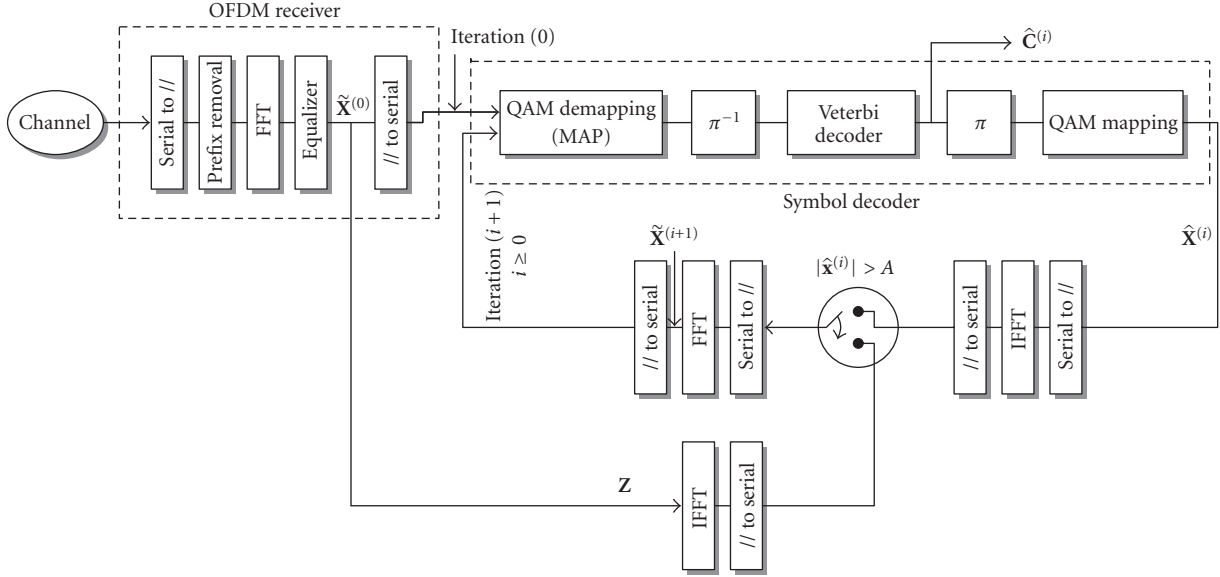 OFDM receiver
Channel
Serial to //
Prefix removal
FFT
Equalizer
X̃⁽⁰⁾
// to serial
Iteration (0)
QAM demapping
(MAP)
π⁻¹
Veterbi
decoder
Ĉ⁽ⁱ⁾
π
QAM mapping
Symbol decoder
X̂⁽ⁱ⁾
Iteration (i + 1)
i ≥ 0
// to serial
X̃⁽ⁱ⁺¹⁾
FFT
Serial to //
|x̂⁽ⁱ⁾| > A
// to serial
IFFT
Serial to //
Z
IFFT
// to serial